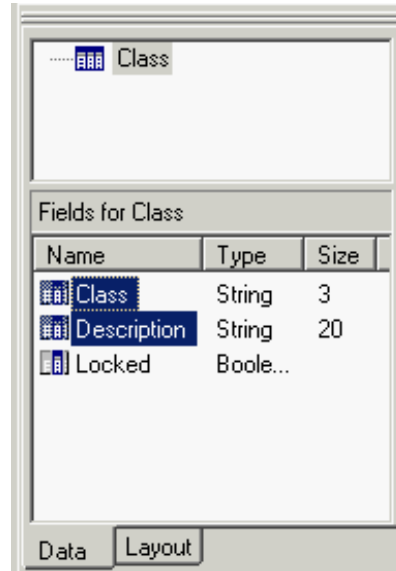 Class
Fields for Class
Name Type Size
Class String 3
Description String 20
Locked Boole...
Data Layout